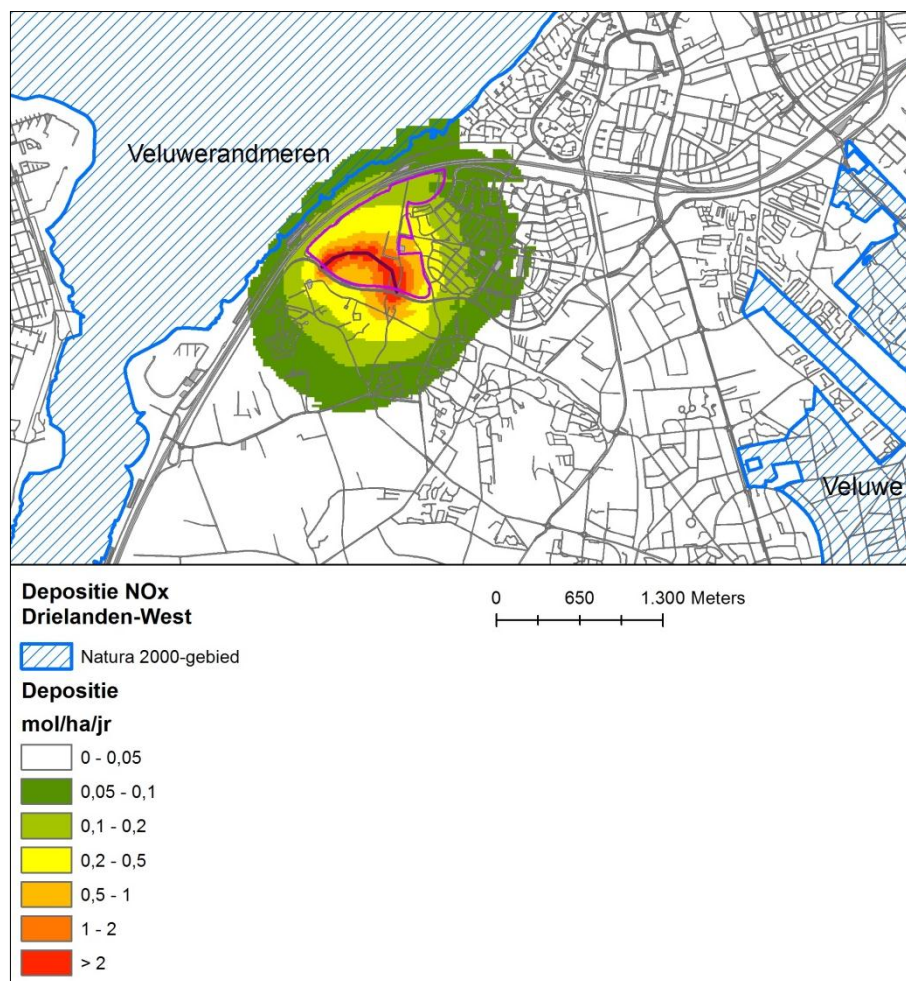 Veluwerandmeren
Veluwe
Depositie NOx
Drielanden-West
0 650 1.300 Meters
Natura 2000-gebied
Depositie
mol/ha/jr
0 - 0,05
0,05 - 0,1
0,1 - 0,2
0,2 - 0,5
0,5 - 1
1 - 2
> 2